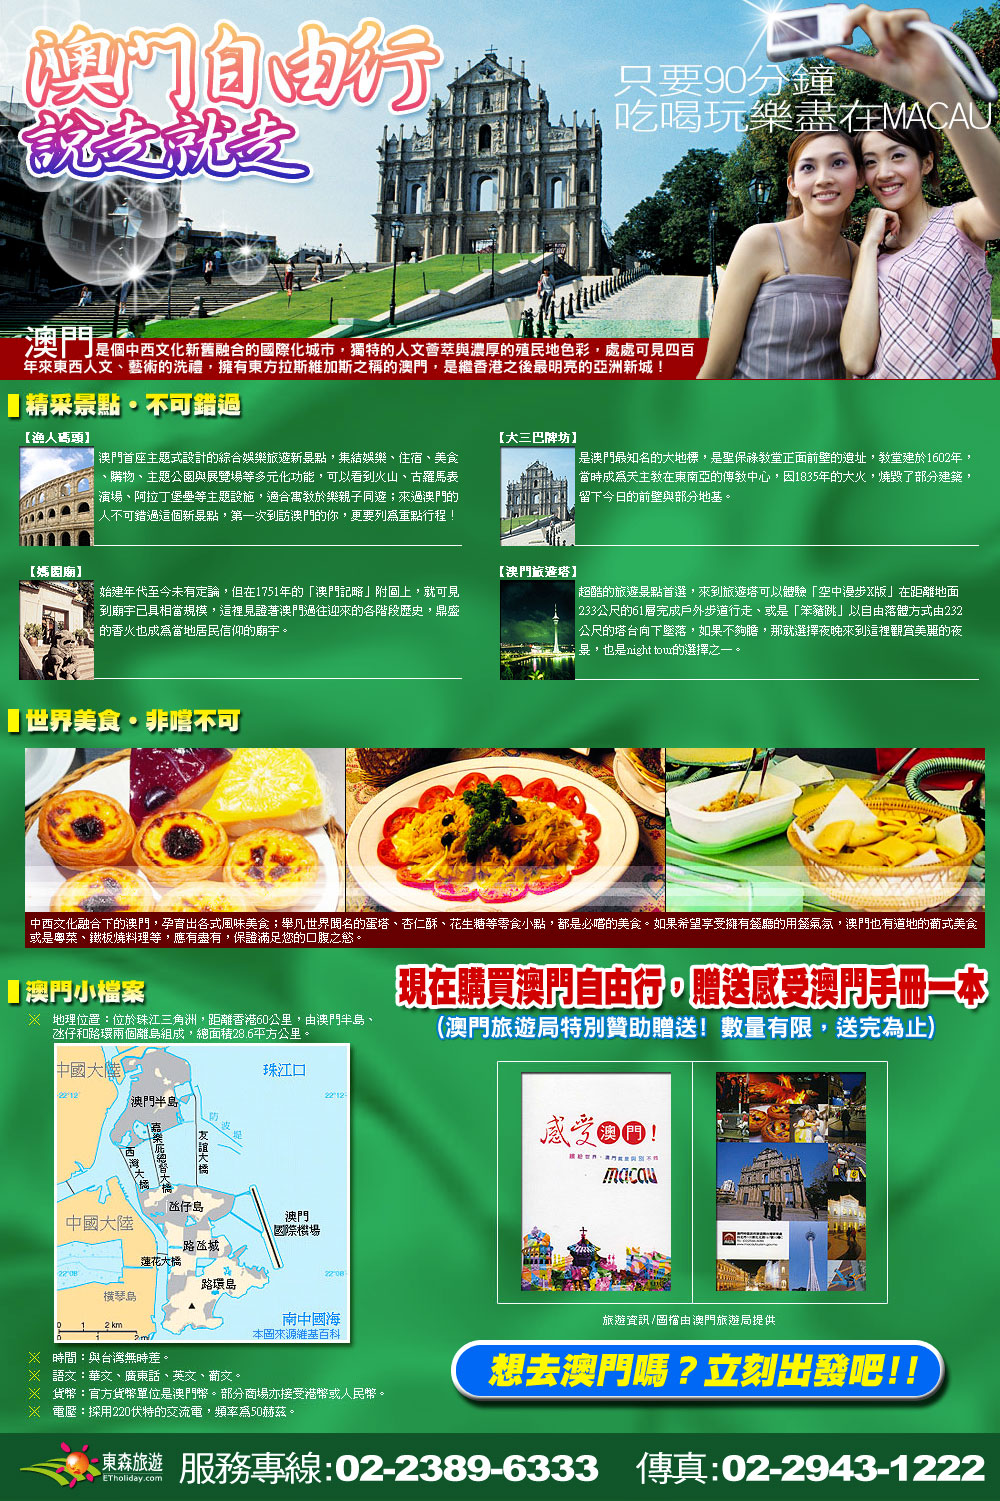 澳門自由行
說走就走
只要90分鐘
吃喝玩樂盡在MACAU
澳門是個中西文化新舊融合的國際化城市，獨特的人文薈萃與濃厚的殖民地色彩，處處可見四百
年來東西人文、藝術的洗禮，擁有東方拉斯維加斯之稱的澳門，是繼香港之後最明亮的亞洲新城！
精采景點・不可錯過
【漁人碼頭】
澳門首座主題式設計的綜合娛樂旅遊新景點，集結娛樂、住宿、美食
、購物、主題公園與展覽場等多元化功能，可以看到火山、古羅馬表
演場、阿拉丁堡壘等主題設施，適合寓教於樂親子同遊；來過澳門的
人不可錯過這個新景點，第一次到訪澳門的你，更要列為重點行程！
【大三巴牌坊】
是澳門最知名的大地標，是聖保祿教堂正面前壁的遺址，教堂建於1602年，
當時成為天主教在東南亞的傳教中心，因1835年的大火，燒毀了部分建築，
留下今日的前壁與部分地基。
【媽閣廟】
始建年代至今未有定論，但在1751年的「澳門記略」附圖上，就可見
到廟宇已具相當規模，這裡見證著澳門過往迎來的各階段歷史，鼎盛
的香火也成為當地居民信仰的廟宇。
【澳門旅遊塔】
超酷的旅遊景點首選，來到旅遊塔可以體驗「空中漫步X版」在距離地面
233公尺的61層完成戶外步道行走、或是「笨豬跳」以自由落體方式由232
公尺的塔台向下墜落，如果不夠膽，那就選擇夜晚來到這裡觀賞美麗的夜
景，也是night tour的選擇之一。
世界美食・非嚐不可
中西文化融合下的澳門，孕育出各式風味美食；舉凡世界聞名的蛋塔、杏仁酥、花生糖等零食小點，都是必嚐的美食。如果希望享受擁有餐廳的用餐氣氛，澳門也有道地的葡式美食
或是粵菜、鐵板燒料理等，應有盡有，保證滿足您的口腹之慾。
澳門小檔案
※ 地理位置：位於珠江三角洲，距離香港60公里，由澳門半島、
氹仔和路環兩個離島組成，總面積28.6平方公里。
中國大陸
珠江口
22°12'
22°12'
澳門半島
防波堤
嘉樂庇總督大橋
友誼大橋
西灣大橋
氹仔島
中國大陸
澳門
國際機場
路氹城
蓮花大橋
22°08'
22°08'
路環島
橫琴島
0 1 2 km
0 1 2 mi
南中國海
本圖來源維基百科
※ 時間：與台灣無時差。
※ 語文：華文、廣東話、英文、葡文。
※ 貨幣：官方貨幣單位是澳門幣。部分商場亦接受港幣或人民幣。
※ 電壓：採用220伏特的交流電，頻率為50赫茲。
現在購買澳門自由行，贈送感受澳門手冊一本
(澳門旅遊局特別贊助贈送！數量有限，送完為止)
感受澳門！
macau
旅遊資訊/圖檔由澳門旅遊局提供
想去澳門嗎？立刻出發吧!!
東森旅遊
ETholiday.com
服務專線:02-2389-6333
傳真:02-2943-1222